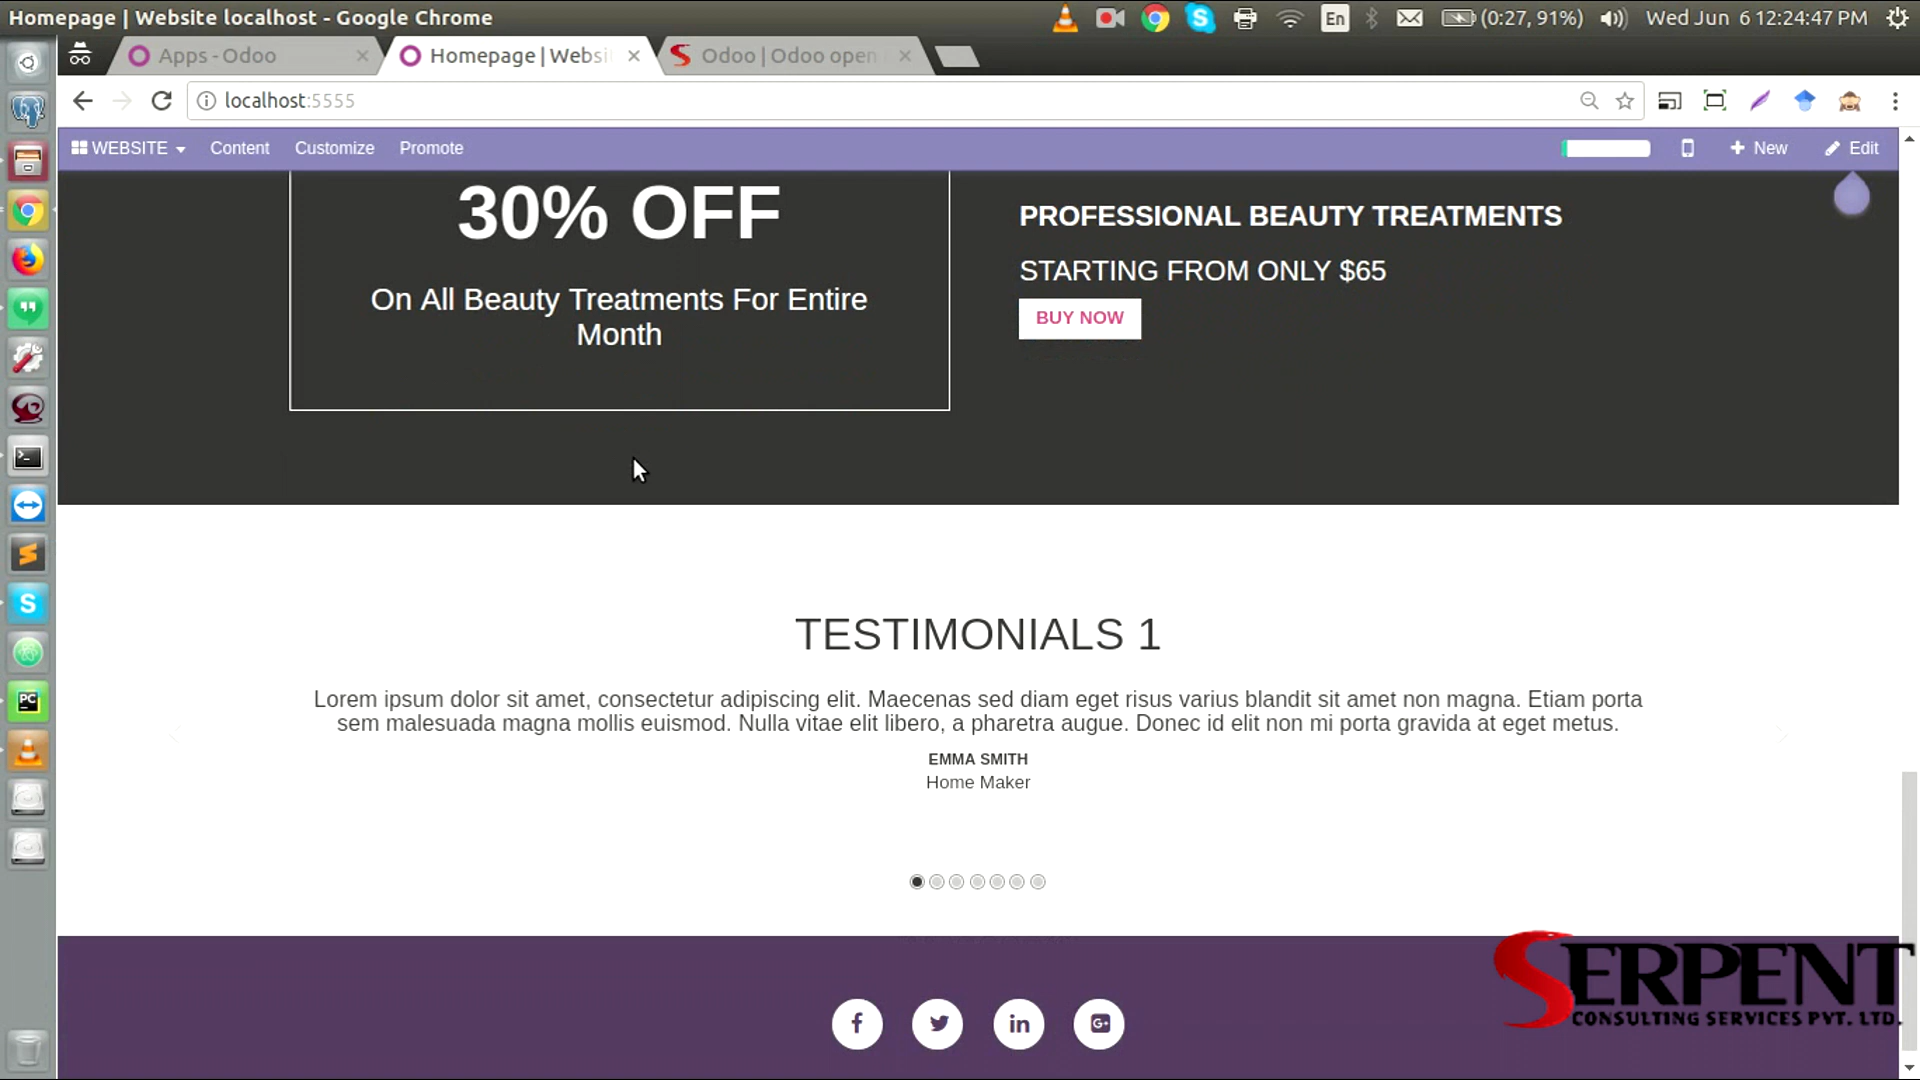 Homepage | Website localhost - Google Chrome
En
(0:27, 91%)
Wed Jun 6 12:24:47 PM
Apps - Odoo
Homepage | Websi
Odoo | Odoo open
localhost:5555
WEBSITE
Content
Customize
Promote
New
Edit
30% OFF
On All Beauty Treatments For Entire
Month
PROFESSIONAL BEAUTY TREATMENTS
STARTING FROM ONLY $65
BUY NOW
TESTIMONIALS 1
Lorem ipsum dolor sit amet, consectetur adipiscing elit. Maecenas sed diam eget risus varius blandit sit amet non magna. Etiam porta
sem malesuada magna mollis euismod. Nulla vitae elit libero, a pharetra augue. Donec id elit non mi porta gravida at eget metus.
EMMA SMITH
Home Maker
SERPENT
CONSULTING SERVICES PVT. LTD.